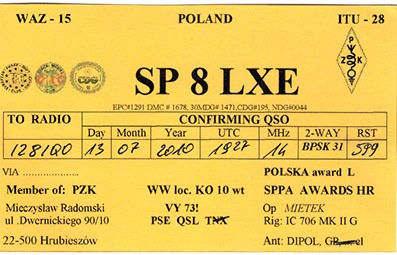 WAZ - 15 POLAND ITU - 28
P
Z K
CDG
SP 8 LXE
EPC#1291 DMC # 1678, 30MDG# 1471,CDG#195, NDG#0044
TO RADIO CONFIRMING QSO
Day Month Year UTC MHz 2-WAY RST
1281QO 13 07 2010 1927 14 BPSK 31 599
VIA ..................... POLSKA award L
Member of: PZK WW loc. KO 10 wt SPPA AWARDS HR
Mieczysław Radomski VY 73! Op MIETEK
ul .Dwernickiego 90/10 PSE QSL TNX Rig: IC 706 MK II G
22-500 Hrubieszów Ant: DIPOL,